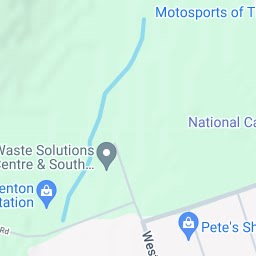 Motosports of T
National Ca
Waste Solutions
Centre & South...
enton
tation
Rd
Wes
Pete's Sh